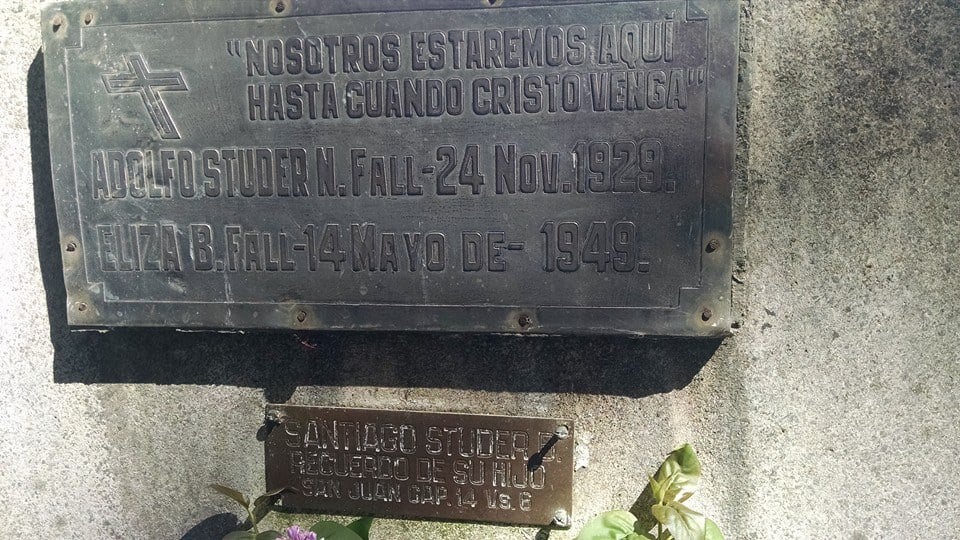 "NOSOTROS ESTAREMOS AQUÍ
HASTA CUANDO CRISTO VENGA"
ADOLFO STUDER N. FALL-24 NOV. 1929.
ELIZA B. FALL-14 MAYO DE- 1949.
SANTIAGO STUDER B.
RECUERDO DE SU HIJO
SAN JUAN CAP. 14 VS. 6